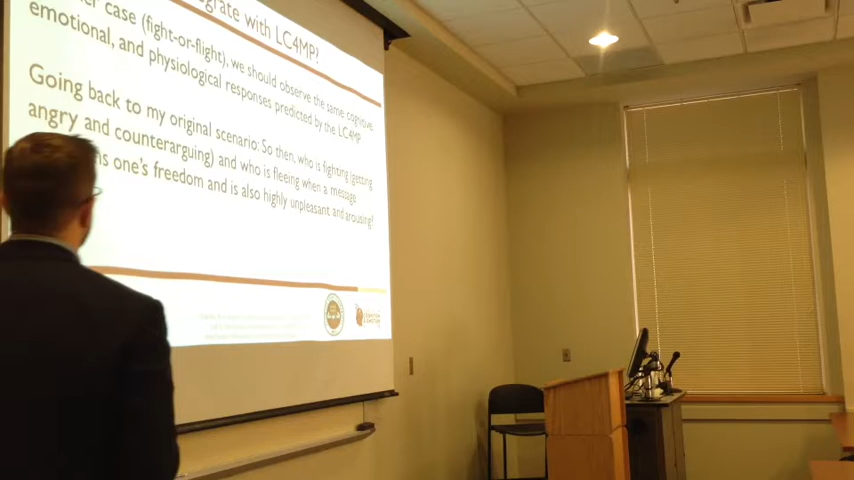 grate with LC4MP?
case (fight-or-flight), we should observe the same cognitive,
emotional, and physiological responses predicted by the LC4MP
Going back to my original scenario: So then, who is fighting (getting
angry and counterarguing) and who is fleeing when a message
one's freedom and is also highly unpleasant and arousing?